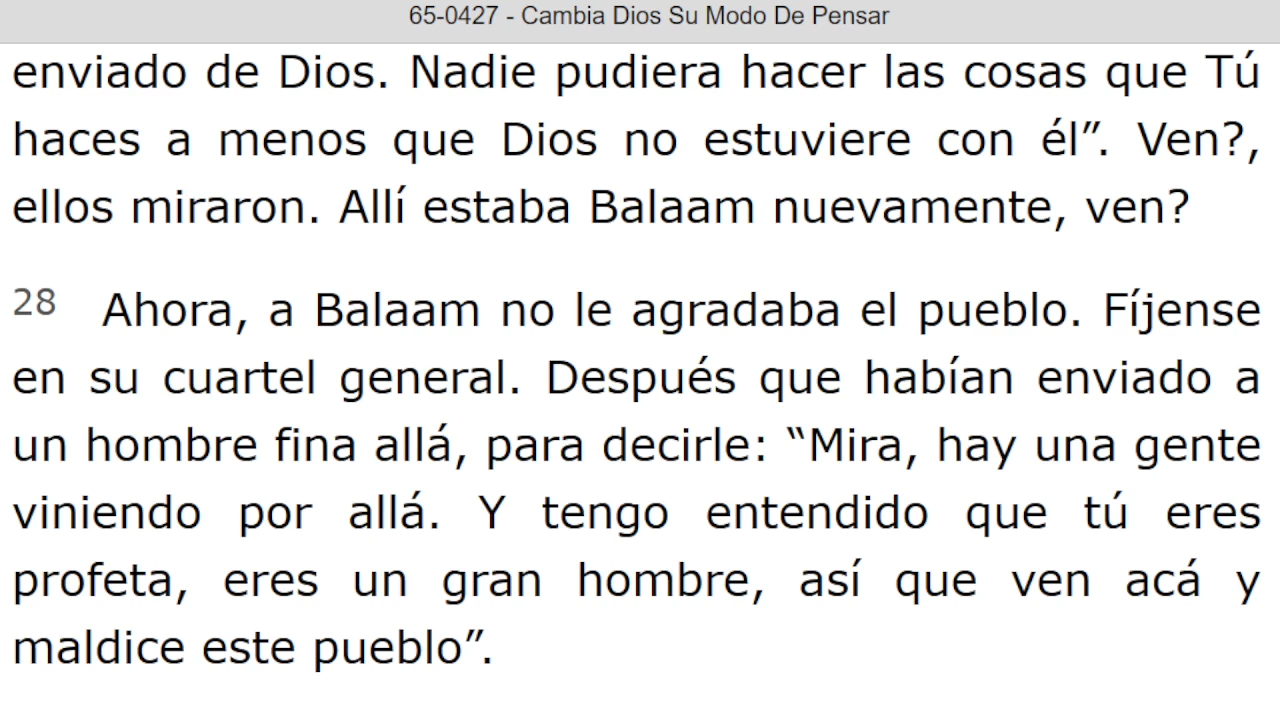 65-0427 - Cambia Dios Su Modo De Pensar
enviado de Dios. Nadie pudiera hacer las cosas que Tú
haces a menos que Dios no estuviere con él”. Ven?,
ellos miraron. Allí estaba Balaam nuevamente, ven?
28 Ahora, a Balaam no le agradaba el pueblo. Fíjense
en su cuartel general. Después que habían enviado a
un hombre fina allá, para decirle: “Mira, hay una gente
viniendo por allá. Y tengo entendido que tú eres
profeta, eres un gran hombre, así que ven acá y
maldice este pueblo”.